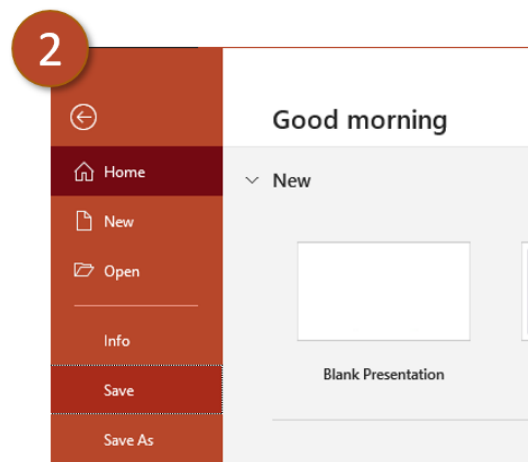 2
Good morning
Home
New
New
Open
Info
Blank Presentation
Save
Save As